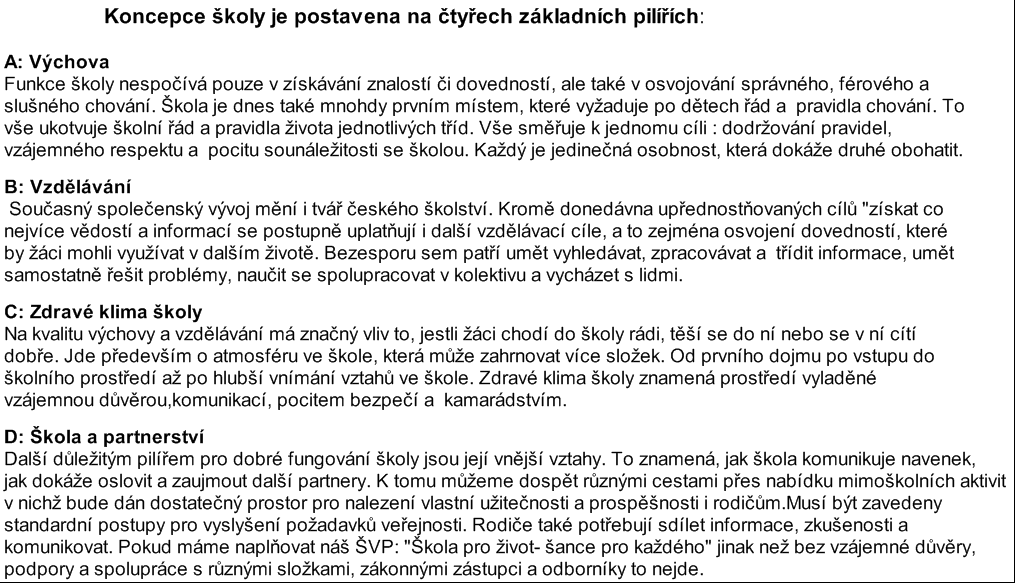 Koncepce školy je postavena na čtyřech základních pilířích:
A: Výchova
Funkce školy nespočívá pouze v získávání znalostí či dovedností, ale také v osvojování správného, férového a
slušného chování. Škola je dnes také mnohdy prvním místem, které vyžaduje po dětech řád a  pravidla chování. To
vše ukotvuje školní řád a pravidla života jednotlivých tříd. Vše směřuje k jednomu cíli : dodržování pravidel,
vzájemného respektu a  pocitu sounáležitosti se školou. Každý je jedinečná osobnost, která dokáže druhé obohatit.
B: Vzdělávání
Současný společenský vývoj mění i tvář českého školství. Kromě donedávna upřednostňovaných cílů "získat co
nejvíce vědostí a informací se postupně uplatňují i další vzdělávací cíle, a to zejména osvojení dovedností, které
by žáci mohli využívat v dalším životě. Bezesporu sem patří umět vyhledávat, zpracovávat a  třídit informace, umět
samostatně řešit problémy, naučit se spolupracovat v kolektivu a vycházet s lidmi.
C: Zdravé klima školy
Na kvalitu výchovy a vzdělávání má značný vliv to, jestli žáci chodí do školy rádi, těší se do ní nebo se v ní cítí
dobře. Jde především o atmosféru ve škole, která může zahrnovat více složek. Od prvního dojmu po vstupu do
školního prostředí až po hlubší vnímání vztahů ve škole. Zdravé klima školy znamená prostředí vyladěné
vzájemnou důvěrou,komunikací, pocitem bezpečí a  kamarádstvím.
D: Škola a partnerství
Další důležitým pilířem pro dobré fungování školy jsou její vnější vztahy. To znamená, jak škola komunikuje navenek,
jak dokáže oslovit a zaujmout další partnery. K tomu můžeme dospět různými cestami přes nabídku mimoškolních aktivit
v nichž bude dán dostatečný prostor pro nalezení vlastní užitečnosti a prospěšnosti i rodičům.Musí být zavedeny
standardní postupy pro vyslyšení požadavků veřejnosti. Rodiče také potřebují sdílet informace, zkušenosti a
komunikovat. Pokud máme naplňovat náš ŠVP: "Škola pro život- šance pro každého" jinak než bez vzájemné důvěry,
podpory a spolupráce s různými složkami, zákonnými zástupci a odborníky to nejde.